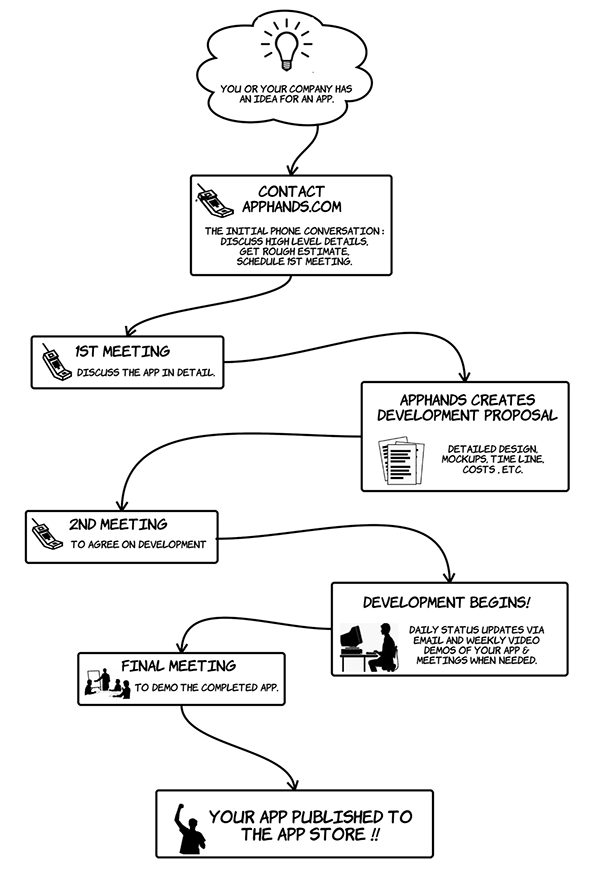 YOU OR YOUR COMPANY HAS
AN IDEA FOR AN APP.
CONTACT
APPHANDS.COM
THE INITIAL PHONE CONVERSATION :
DISCUSS HIGH LEVEL DETAILS,
GET ROUGH ESTIMATE,
SCHEDULE 1ST MEETING.
1ST MEETING
DISCUSS THE APP IN DETAIL.
APPHANDS CREATES
DEVELOPMENT PROPOSAL
DETAILED DESIGN,
MOCKUPS, TIME LINE,
COSTS , ETC.
2ND MEETING
TO AGREE ON DEVELOPMENT
DEVELOPMENT BEGINS!
DAILY STATUS UPDATES VIA
EMAIL AND WEEKLY VIDEO
DEMOS OF YOUR APP &
MEETINGS WHEN NEEDED.
FINAL MEETING
TO DEMO THE COMPLETED APP.
YOUR APP PUBLISHED TO
THE APP STORE !!